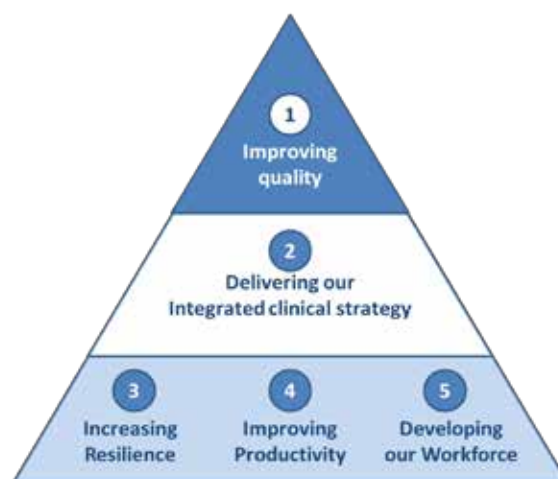 1
Improving
quality
2
Delivering our
Integrated clinical strategy
3 4 5
Increasing Improving Developing
Resilience Productivity our Workforce